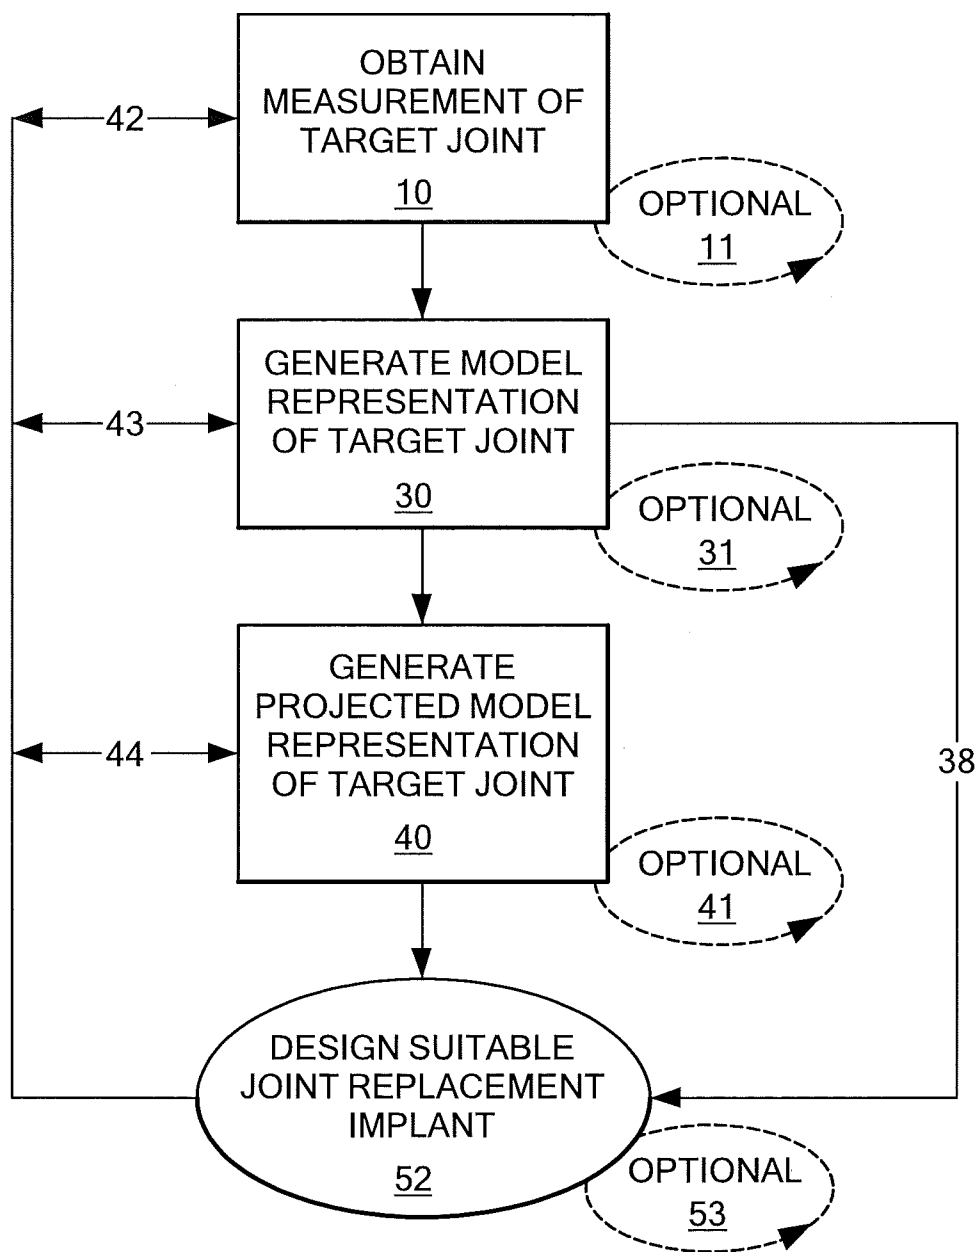 OBTAIN
MEASUREMENT OF
TARGET JOINT
10
42
OPTIONAL
11
GENERATE MODEL
REPRESENTATION
OF TARGET JOINT
30
43
OPTIONAL
31
GENERATE
PROJECTED MODEL
REPRESENTATION
OF TARGET JOINT
40
44
38
OPTIONAL
41
DESIGN SUITABLE
JOINT REPLACEMENT
IMPLANT
52
OPTIONAL
53